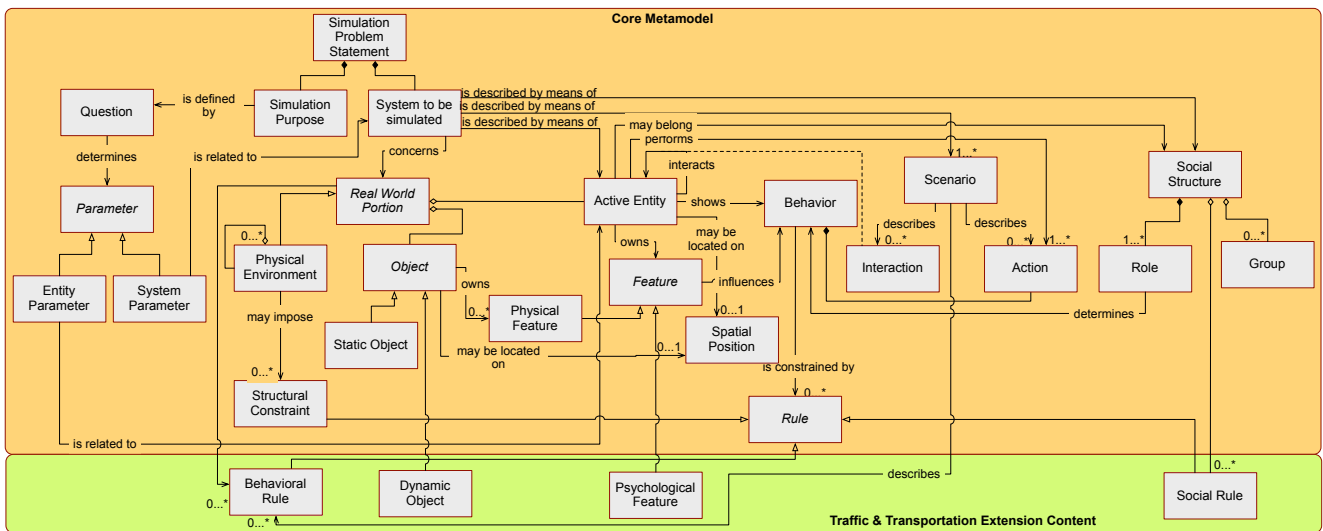 Core Metamodel
Simulation
Problem
Statement
Question
is defined
by
Simulation
Purpose
System to be
simulated
is described by means of
is described by means of
is described by means of
may belong
performs
determines
is related to
concerns
interacts
1...*
Scenario
Social
Structure
Parameter
Real World
Portion
Active Entity
shows
Behavior
may be
located on
owns
describes
describes
0...*
Physical
Environment
Object
owns
Feature
influences
0...*
Interaction
0...*
1...*
Action
1...*
Role
0...*
Group
Entity
Parameter
System
Parameter
may impose
0...*
Physical
Feature
0...1
Spatial
Position
determines
Static Object
may be located
on
0...1
is constrained by
0...*
Structural
Constraint
0...*
Rule
is related to
Behavioral
Rule
0...*
0...*
Dynamic
Object
Psychological
Feature
describes
0...*
Social Rule
Traffic & Transportation Extension Content